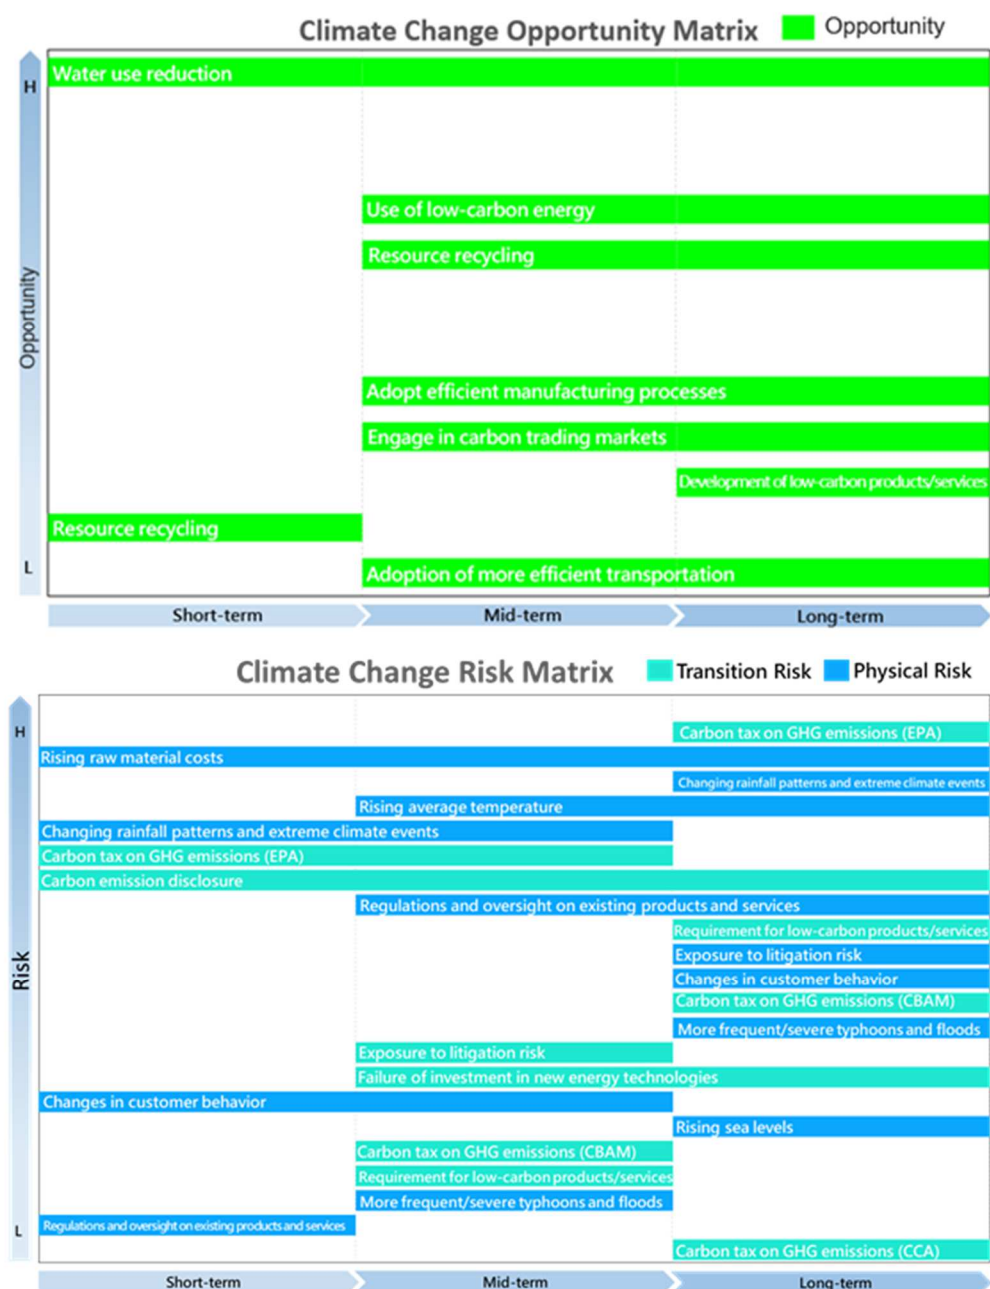 Climate Change Opportunity Matrix
Opportunity
H
Opportunity
L
Water use reduction
Use of low-carbon energy
Resource recycling
Adopt efficient manufacturing processes
Engage in carbon trading markets
Development of low-carbon products/services
Resource recycling
Adoption of more efficient transportation
Short-term
Mid-term
Long-term
Climate Change Risk Matrix
Transition Risk
Physical Risk
H
Risk
L
Carbon tax on GHG emissions (EPA)
Rising raw material costs
Changing rainfall patterns and extreme climate events
Rising average temperature
Changing rainfall patterns and extreme climate events
Carbon tax on GHG emissions (EPA)
Carbon emission disclosure
Regulations and oversight on existing products and services
Requirement for low-carbon products/services
Exposure to litigation risk
Changes in customer behavior
Carbon tax on GHG emissions (CBAM)
More frequent/severe typhoons and floods
Exposure to litigation risk
Failure of investment in new energy technologies
Changes in customer behavior
Rising sea levels
Carbon tax on GHG emissions (CBAM)
Requirement for low-carbon products/services
More frequent/severe typhoons and floods
Regulations and oversight on existing products and services
Carbon tax on GHG emissions (CCA)
Short-term
Mid-term
Long-term